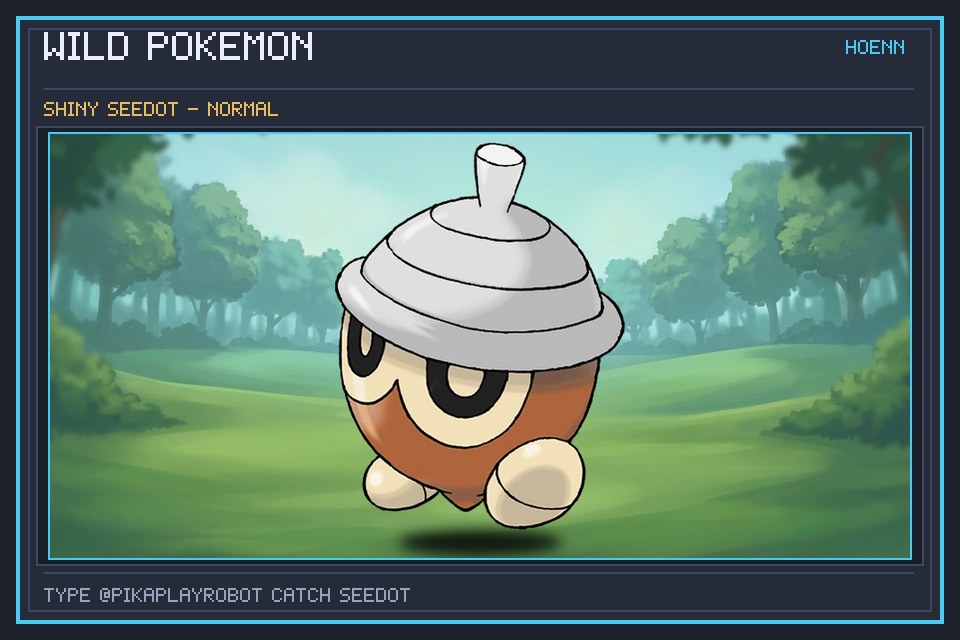 WILD POKEMON
HOENN
SHINY SEEDOT - NORMAL
TYPE @PIKAPLAYROBOT CATCH SEEDOT